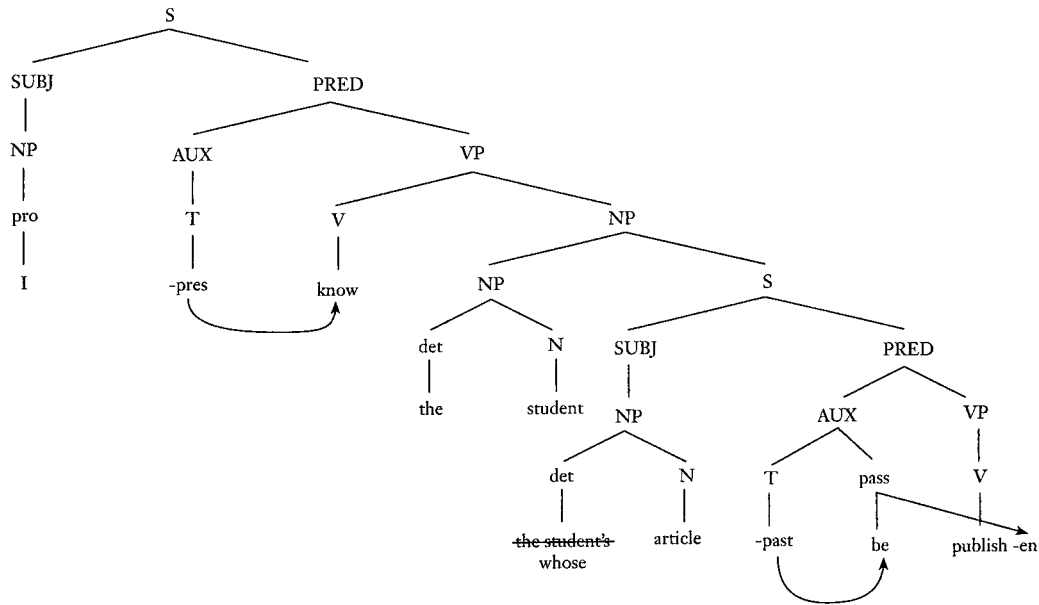 S
SUBJ PRED
NP AUX VP
pro T V NP
I -pres know NP S
det N SUBJ PRED
the student NP AUX VP
det N T pass V
the student's article -past be publish -en
whose